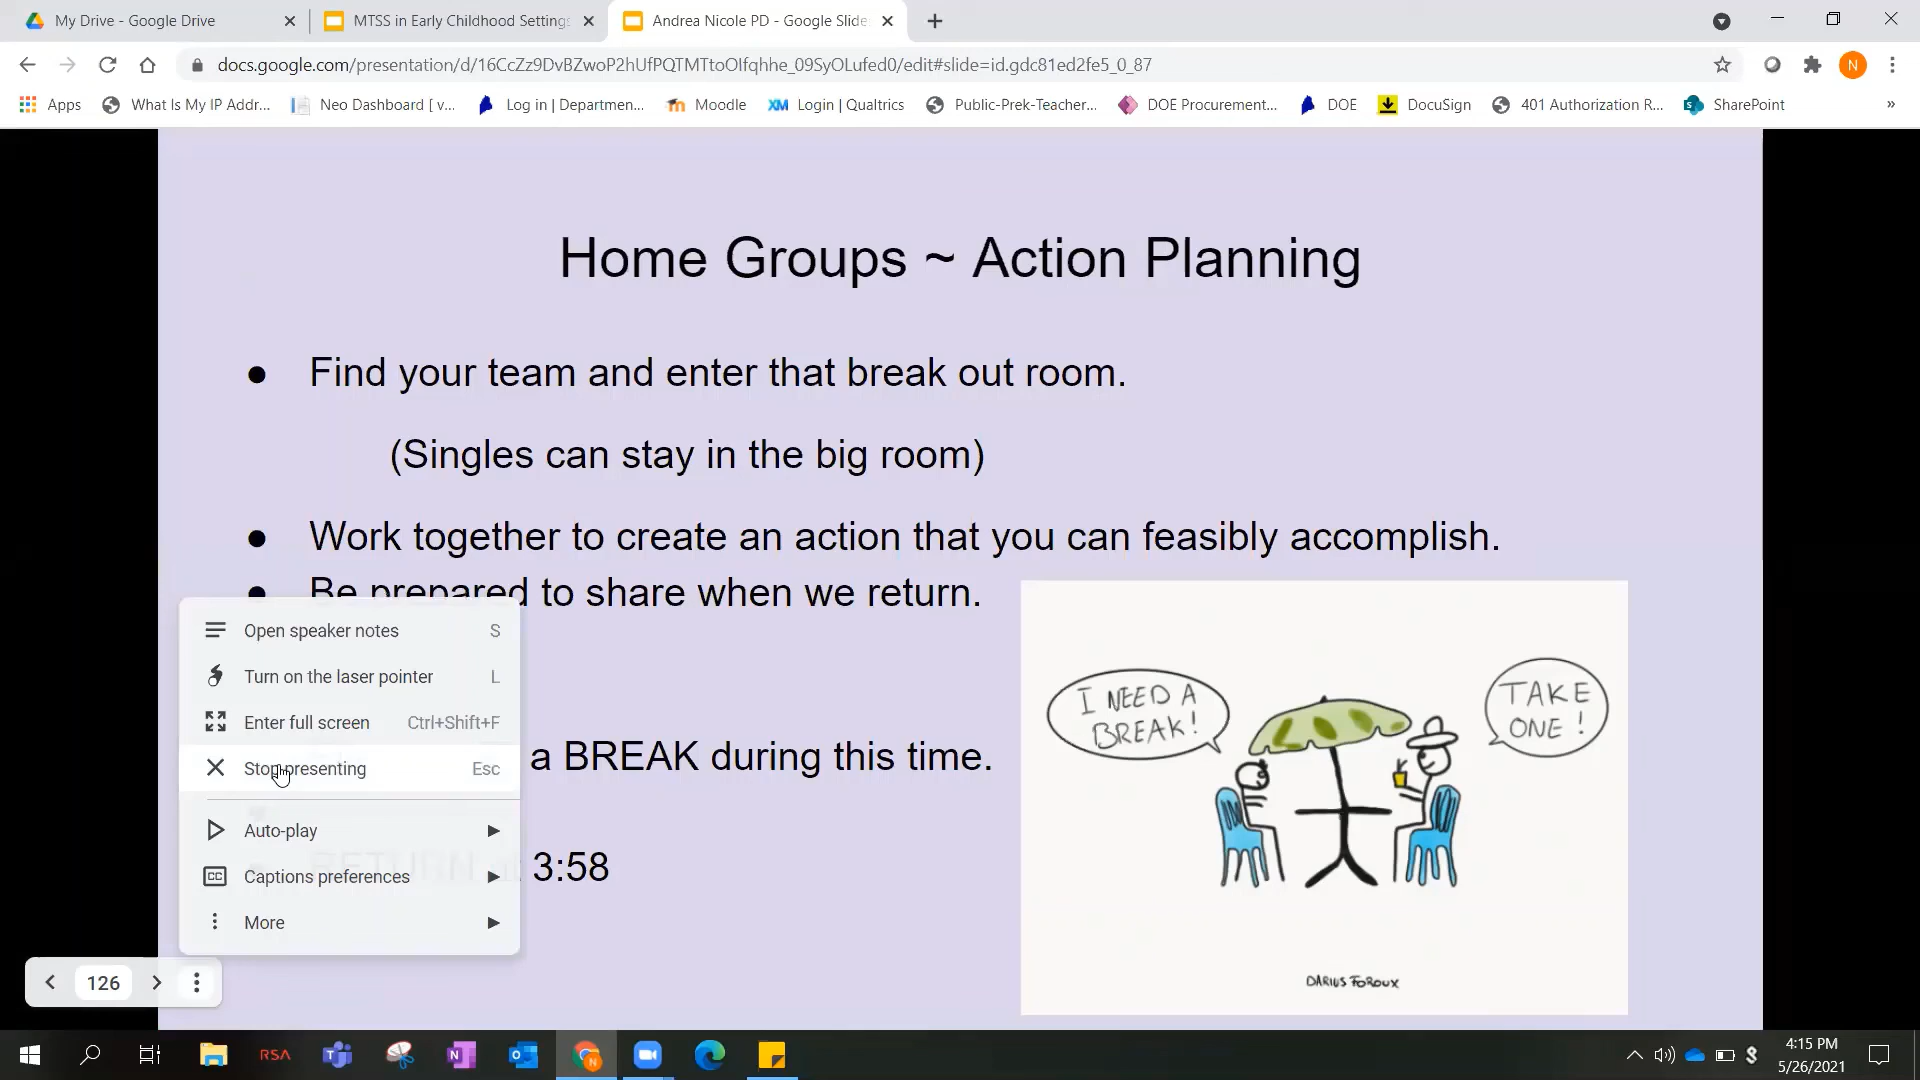 My Drive - Google Drive
MTSS in Early Childhood Settings
Andrea Nicole PD - Google Slide
docs.google.com/presentation/d/16CcZz9DvBZwoP2hUfPQTMTtoOIfqhhe_09SyOLufed0/edit#slide=id.gdc81ed2fe5_0_87
N
Apps
What Is My IP Addr...
Neo Dashboard [ v...
Log in | Departmen...
Moodle
XM Login | Qualtrics
Public-Prek-Teacher...
DOE Procurement...
DOE
DocuSign
401 Authorization R...
SharePoint
»
Home Groups ~ Action Planning
● Find your team and enter that break out room.
(Singles can stay in the big room)
● Work together to create an action that you can feasibly accomplish.
● Be prepared to share when we return.
a BREAK during this time.
RETURN 3:58
Open speaker notes S
Turn on the laser pointer L
Enter full screen Ctrl+Shift+F
Stop presenting Esc
Auto-play
CC Captions preferences
More
126
I NEED A
BREAK!
TAKE
ONE!
DARIUS FOROUX
RSA
4:15 PM
5/26/2021